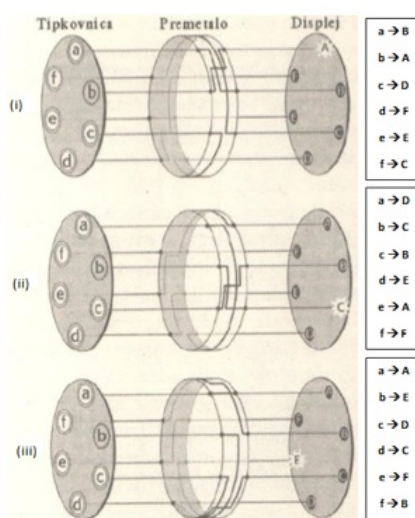 Tipkovnica Premetalo Displej
(i)
a
f
b
e
c
d
A
a → B
b → A
c → D
d → F
e → E
f → C
(ii)
a
f
b
e
c
d
C
a → D
b → C
c → B
d → E
e → A
f → F
(iii)
a
f
b
e
c
d
E
a → A
b → E
c → D
d → C
e → F
f → B